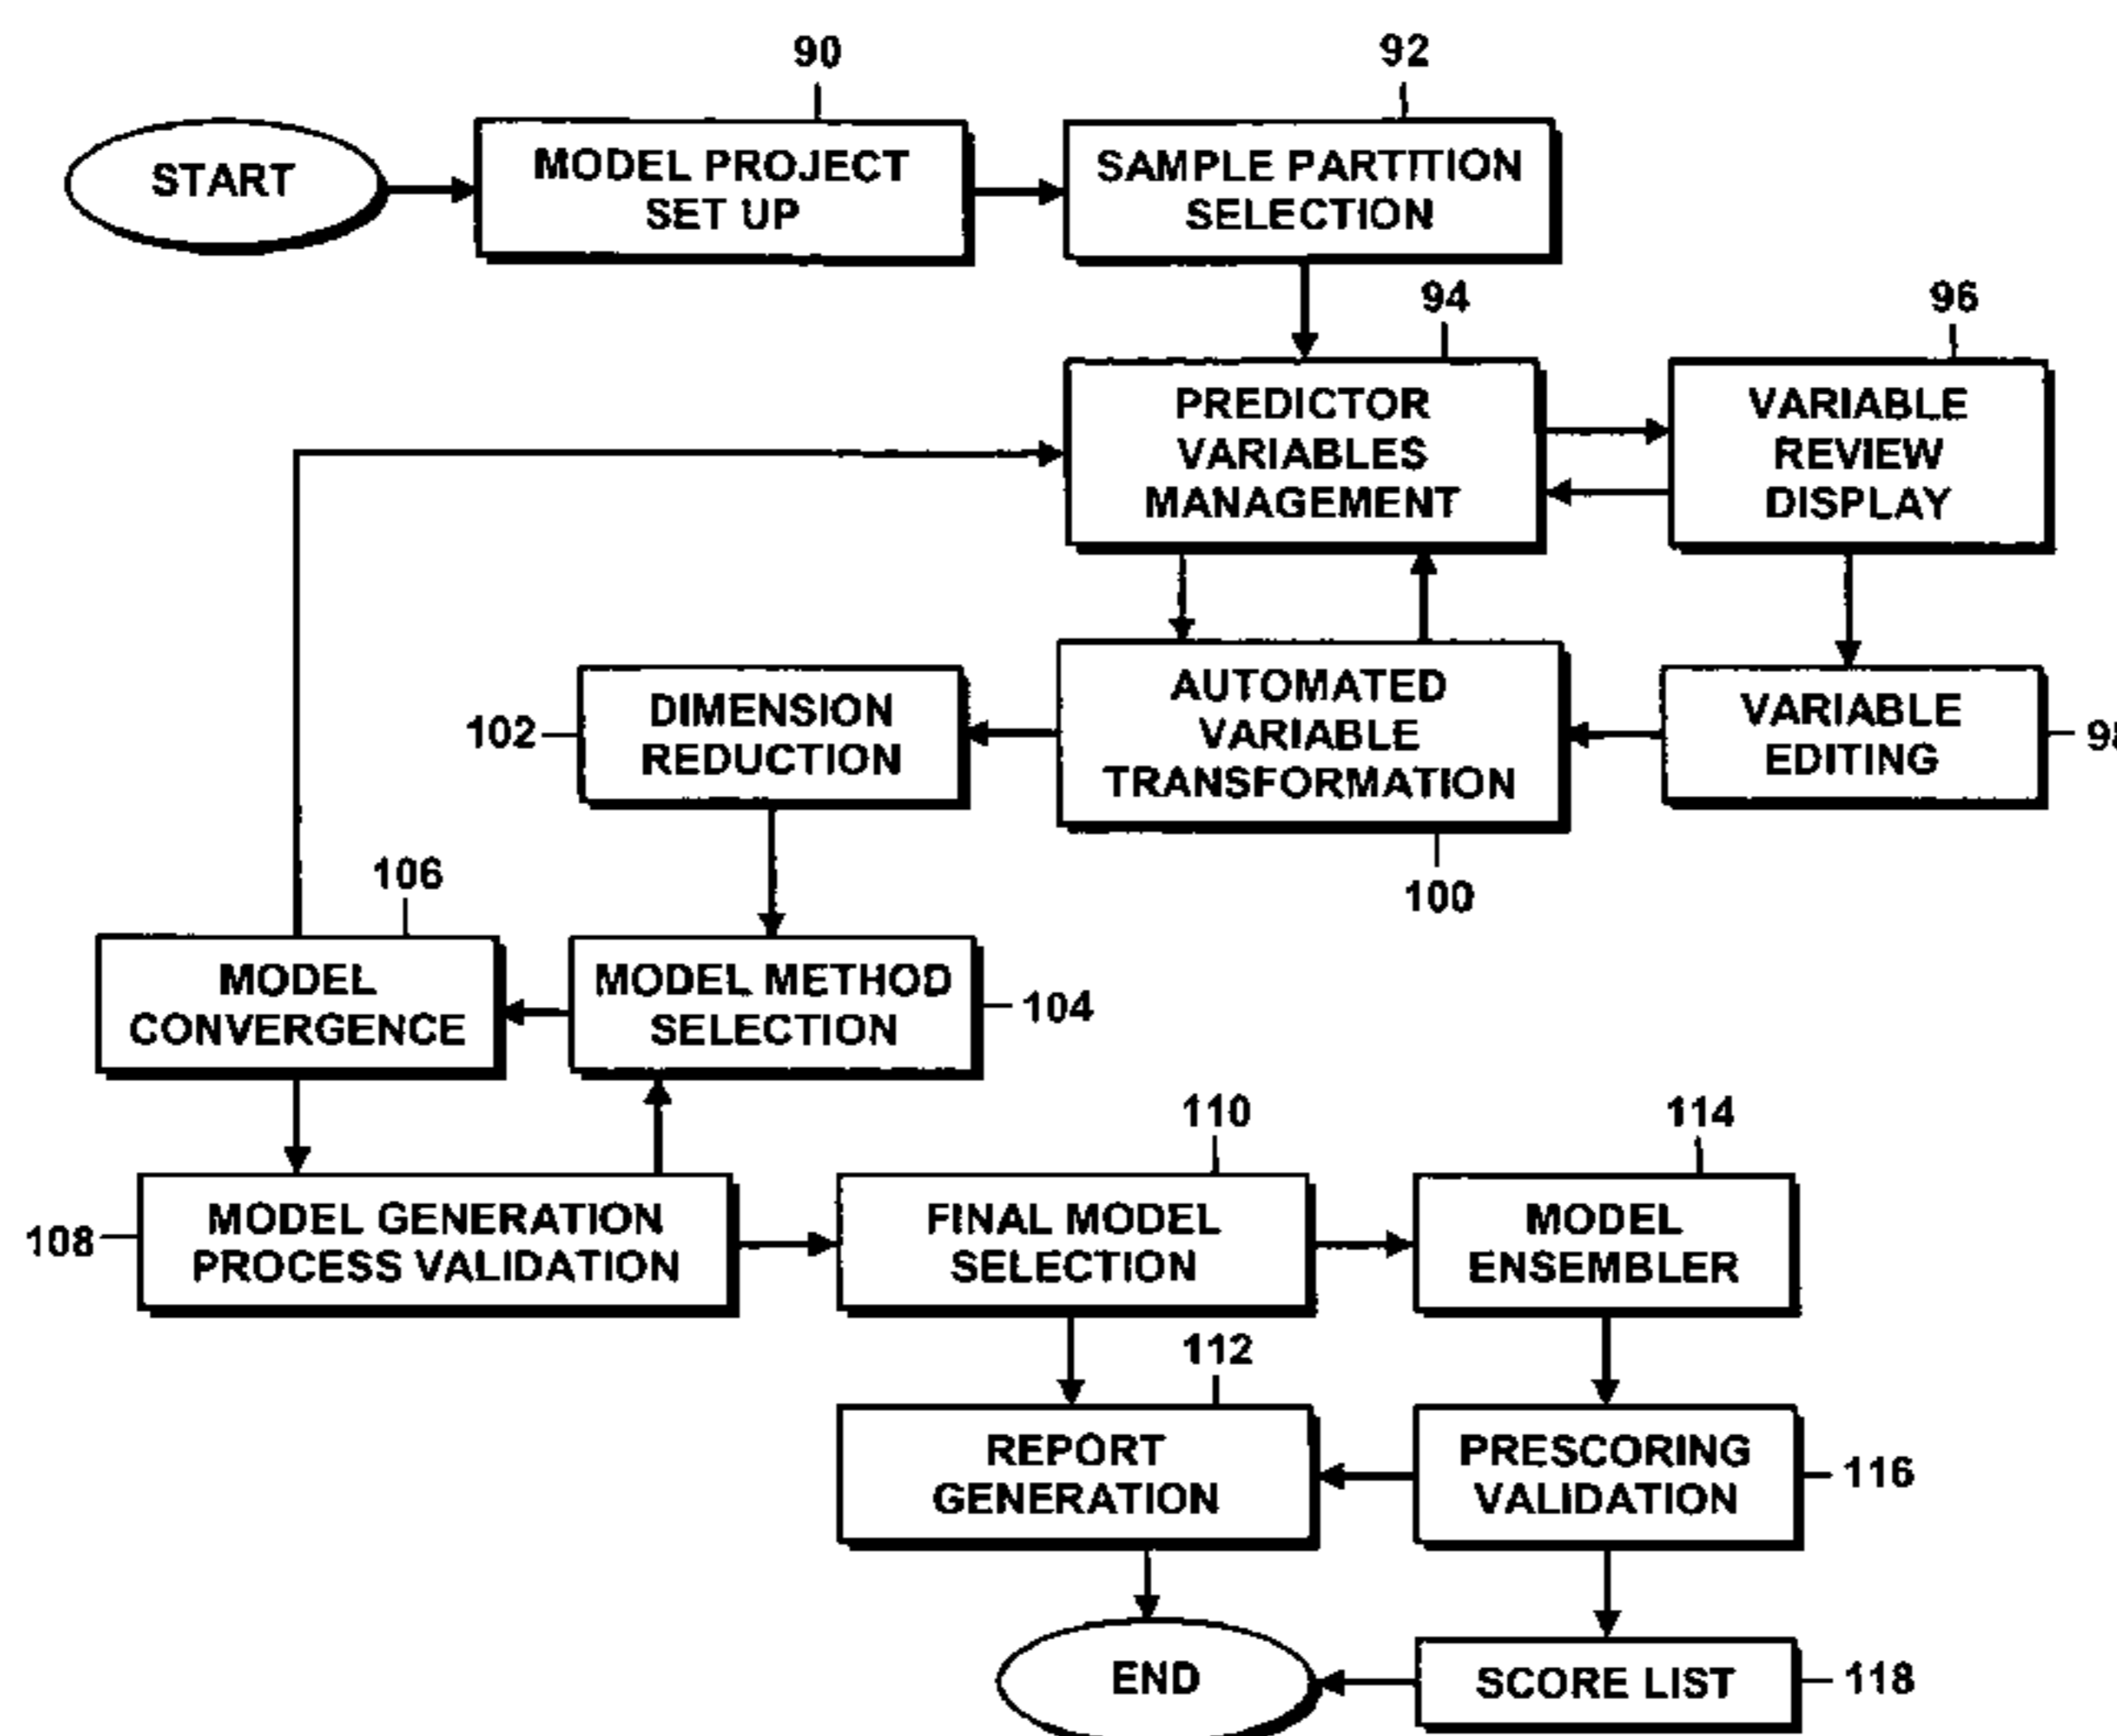 90
92
START
MODEL PROJECT
SET UP
SAMPLE PARTITION
SELECTION
94
96
PREDICTOR
VARIABLES
MANAGEMENT
VARIABLE
REVIEW
DISPLAY
102
DIMENSION
REDUCTION
AUTOMATED
VARIABLE
TRANSFORMATION
VARIABLE
EDITING
100
106
MODEL
CONVERGENCE
MODEL METHOD
SELECTION
104
110
114
108
MODEL GENERATION
PROCESS VALIDATION
FINAL MODEL
SELECTION
MODEL
ENSEMBLER
112
REPORT
GENERATION
PRESCORING
VALIDATION
116
END
SCORE LIST
118